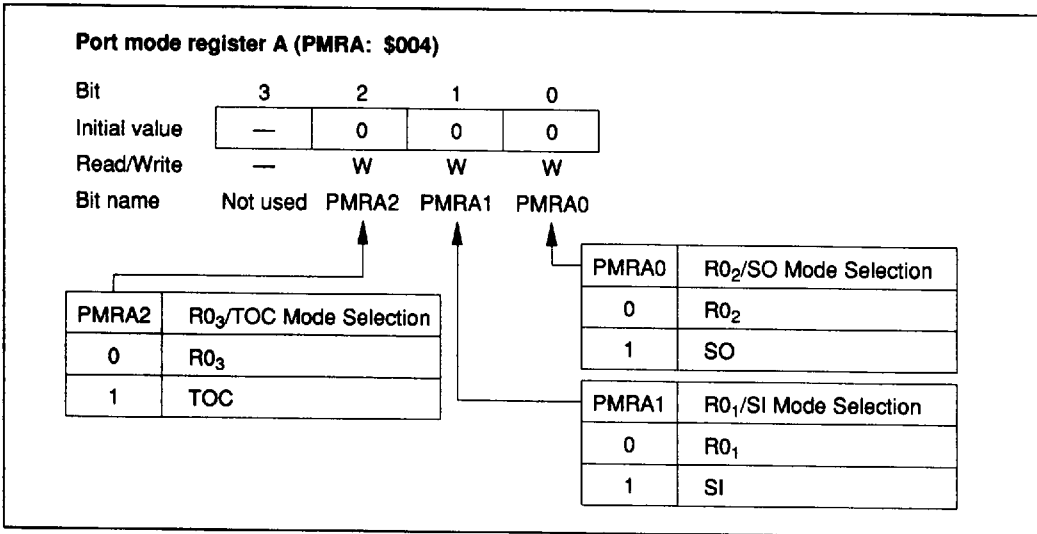 Port mode register A (PMRA: $004)
Bit 3 2 1 0
Initial value — 0 0 0
Read/Write — W W W
Bit name Not used PMRA2 PMRA1 PMRA0
PMRA2 R0₃/TOC Mode Selection
0 R0₃
1 TOC
PMRA0 R0₂/SO Mode Selection
0 R0₂
1 SO
PMRA1 R0₁/SI Mode Selection
0 R0₁
1 SI